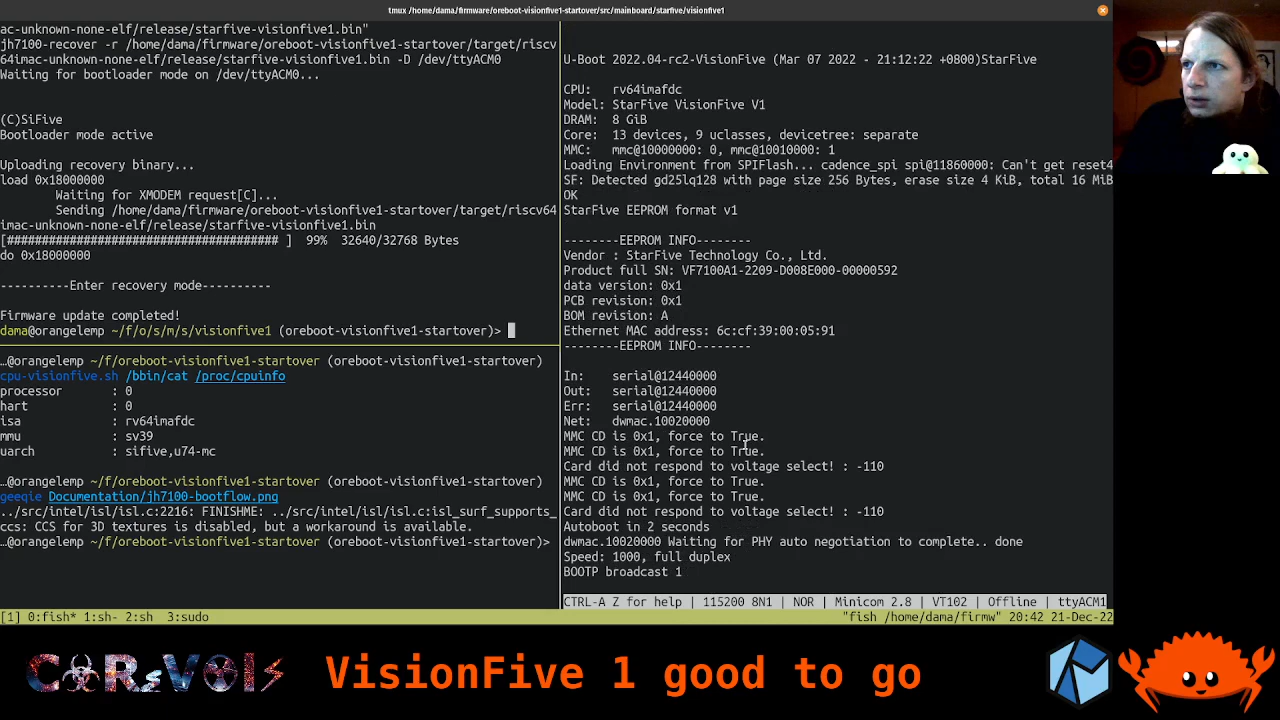 tmux /home/dama/firmware/oreboot-visionfive1-startover/src/mainboard/starfive/visionfive1
ac-unknown-none-elf/release/starfive-visionfive1.bin"
jh7100-recover -r /home/dama/firmware/oreboot-visionfive1-startover/target/riscv
64imac-unknown-none-elf/release/starfive-visionfive1.bin -D /dev/ttyACM0
Waiting for bootloader mode on /dev/ttyACM0...
(C)SiFive
Bootloader mode active
Uploading recovery binary...
load 0x18000000
Waiting for XMODEM request[C]...
Sending /home/dama/firmware/oreboot-visionfive1-startover/target/riscv64
imac-unknown-none-elf/release/starfive-visionfive1.bin
[####################################### ] 99% 32640/32768 Bytes
do 0x18000000
----------Enter recovery mode----------
Firmware update completed!
dama@orangelemp ~/f/o/s/m/s/visionfive1 (oreboot-visionfive1-startover)>
…@orangelemp ~/f/oreboot-visionfive1-startover (oreboot-visionfive1-startover)
cpu-visionfive.sh /bbin/cat /proc/cpuinfo
processor : 0
hart : 0
isa : rv64imafdc
mmu : sv39
uarch : sifive,u74-mc
…@orangelemp ~/f/oreboot-visionfive1-startover (oreboot-visionfive1-startover)
geeqie Documentation/jh7100-bootflow.png
../src/intel/isl/isl.c:2216: FINISHME: ../src/intel/isl/isl.c:isl_surf_supports_
ccs: CCS for 3D textures is disabled, but a workaround is available.
…@orangelemp ~/f/oreboot-visionfive1-startover (oreboot-visionfive1-startover)>
U-Boot 2022.04-rc2-VisionFive (Mar 07 2022 - 21:12:22 +0800)StarFive
CPU: rv64imafdc
Model: StarFive VisionFive V1
DRAM: 8 GiB
Core: 13 devices, 9 uclasses, devicetree: separate
MMC: mmc@10000000: 0, mmc@10010000: 1
Loading Environment from SPIFlash... cadence_spi spi@11860000: Can't get reset4
SF: Detected gd25lq128 with page size 256 Bytes, erase size 4 KiB, total 16 MiB
OK
StarFive EEPROM format v1
--------EEPROM INFO--------
Vendor : StarFive Technology Co., Ltd.
Product full SN: VF7100A1-2209-D008E000-00000592
data version: 0x1
PCB revision: 0x1
BOM revision: A
Ethernet MAC address: 6c:cf:39:00:05:91
--------EEPROM INFO--------
In: serial@12440000
Out: serial@12440000
Err: serial@12440000
Net: dwmac.10020000
MMC CD is 0x1, force to True.
MMC CD is 0x1, force to True.
Card did not respond to voltage select! : -110
MMC CD is 0x1, force to True.
MMC CD is 0x1, force to True.
Card did not respond to voltage select! : -110
Autoboot in 2 seconds
dwmac.10020000 Waiting for PHY auto negotiation to complete.. done
Speed: 1000, full duplex
BOOTP broadcast 1
CTRL-A Z for help | 115200 8N1 | NOR | Minicom 2.8 | VT102 | Offline | ttyACM1
[1] 0:fish* 1:sh- 2:sh 3:sudo
"fish /home/dama/firmw" 20:42 21-Dec-22
VisionFive 1 good to go